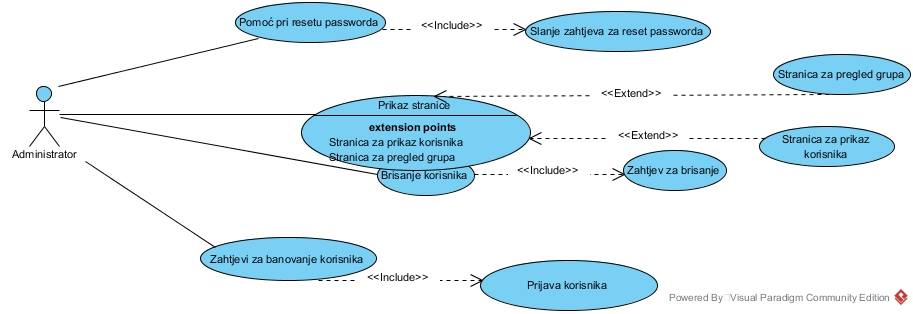 Pomoć pri resetu passworda
<<Include>>
Slanje zahtjeva za reset passworda
Stranica za pregled grupa
<<Extend>>
Prikaz stranice
extension points
Stranica za prikaz korisnika
Stranica za pregled grupa
<<Extend>>
Stranica za prikaz
korisnika
Administrator
Brisanje korisnika
<<Include>>
Zahtjev za brisanje
Zahtjevi za banovanje korisnika
<<Include>>
Prijava korisnika
Powered By Visual Paradigm Community Edition